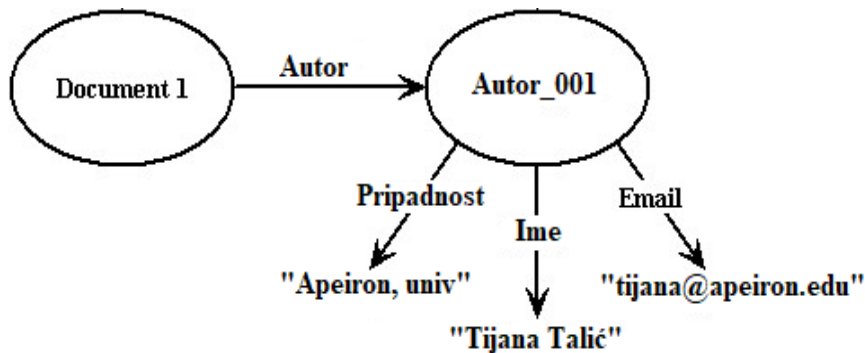 Autor
Document 1
Autor_001
Pripadnost
Ime
Email
"Apeiron, univ"
"tijana@apeiron.edu"
"Tijana Talić"